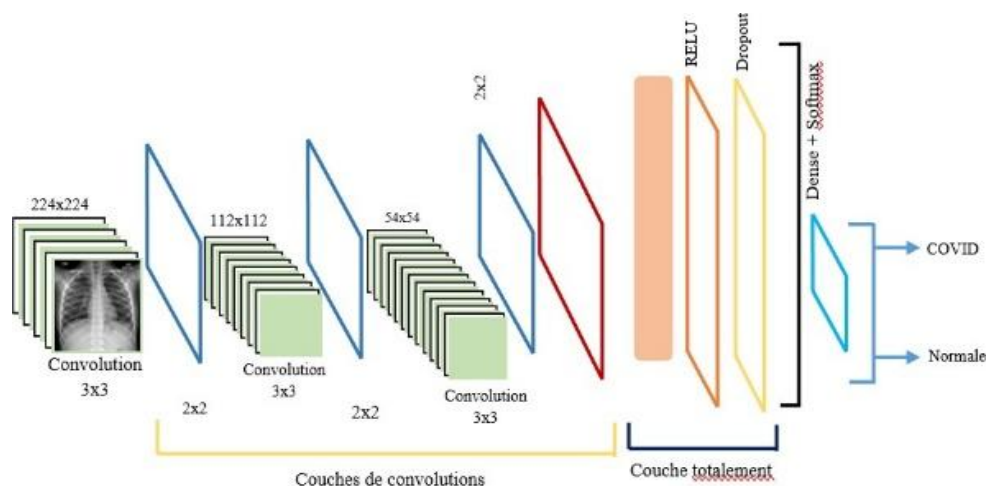 224x224
Convolution
3x3
2x2
112x112
Convolution
3x3
2x2
54x54
Convolution
3x3
2x2
RELU
Dropout
Dense + Softmax
COVID
Normale
Couches de convolutions
Couche totalement